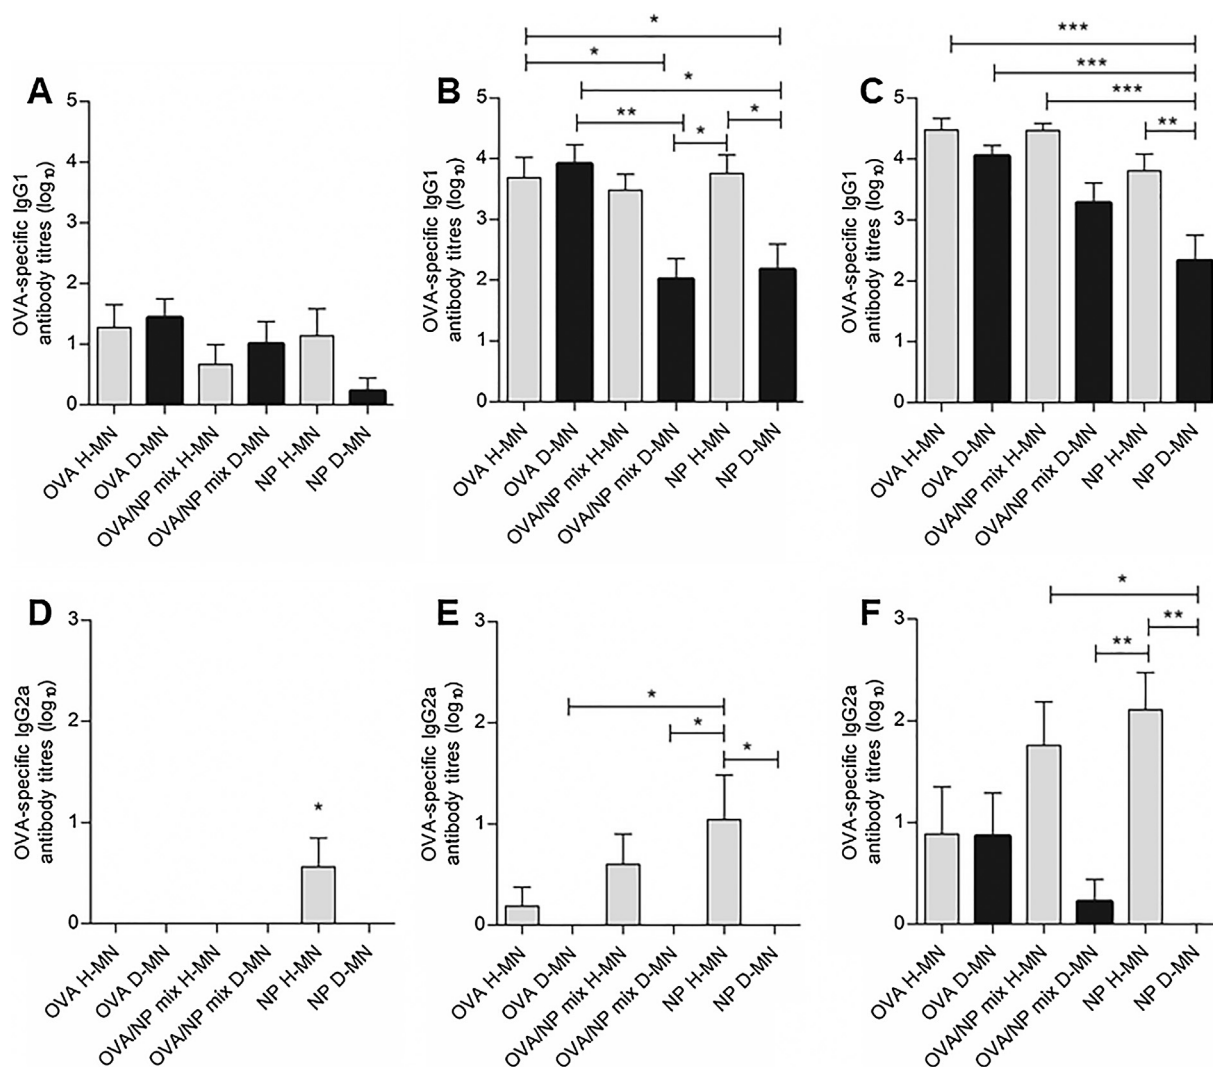 A
OVA-specific IgG1
antibody titres (log₁₀)
5
4
3
2
1
0
OVA H-MN
OVA D-MN
OVA/NP mix H-MN
OVA/NP mix D-MN
NP H-MN
NP D-MN
B
OVA-specific IgG1
antibody titres (log₁₀)
5
4
3
2
1
0
*
*
*
**
*
*
OVA H-MN
OVA D-MN
OVA/NP mix H-MN
OVA/NP mix D-MN
NP H-MN
NP D-MN
C
OVA-specific IgG1
antibody titres (log₁₀)
5
4
3
2
1
0
***
***
***
**
OVA H-MN
OVA D-MN
OVA/NP mix H-MN
OVA/NP mix D-MN
NP H-MN
NP D-MN
D
OVA-specific IgG2a
antibody titres (log₁₀)
3
2
1
0
*
OVA H-MN
OVA D-MN
OVA/NP mix H-MN
OVA/NP mix D-MN
NP H-MN
NP D-MN
E
OVA-specific IgG2a
antibody titres (log₁₀)
3
2
1
0
*
*
*
OVA H-MN
OVA D-MN
OVA/NP mix H-MN
OVA/NP mix D-MN
NP H-MN
NP D-MN
F
OVA-specific IgG2a
antibody titres (log₁₀)
3
2
1
0
*
**
**
OVA H-MN
OVA D-MN
OVA/NP mix H-MN
OVA/NP mix D-MN
NP H-MN
NP D-MN